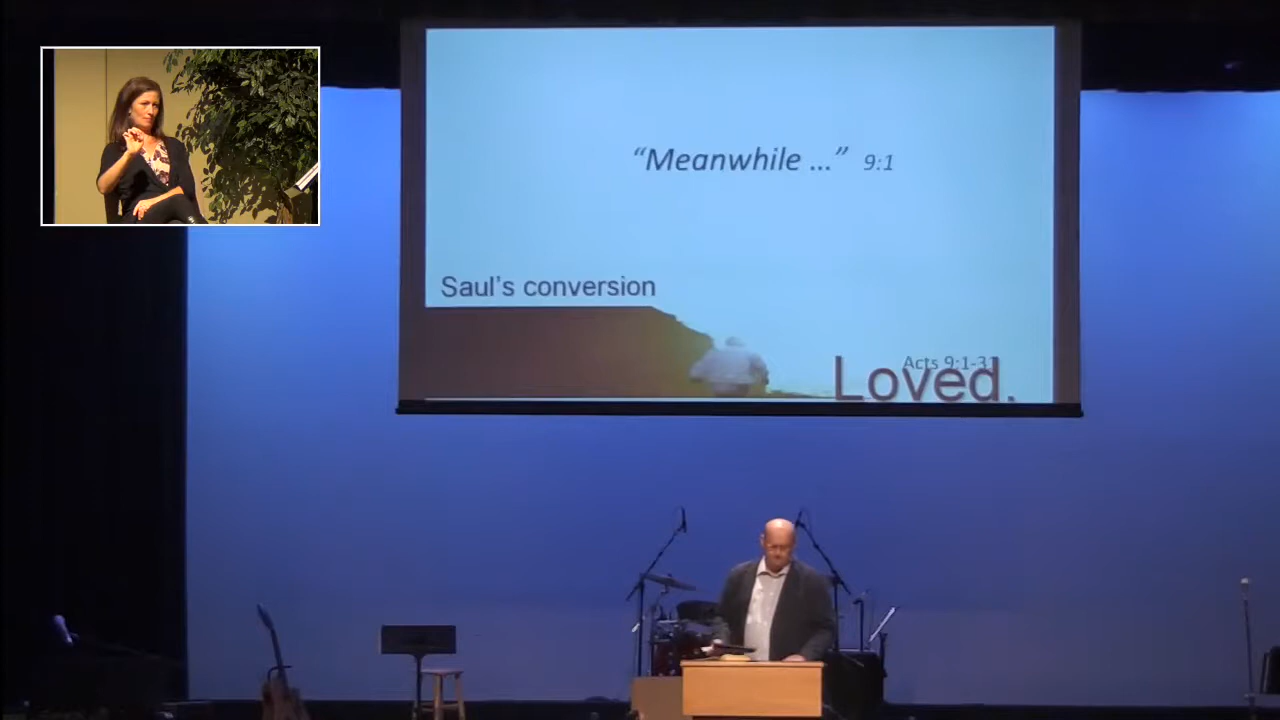 “Meanwhile ...” 9:1
Saul's conversion
Acts 9:1-31
Loved.